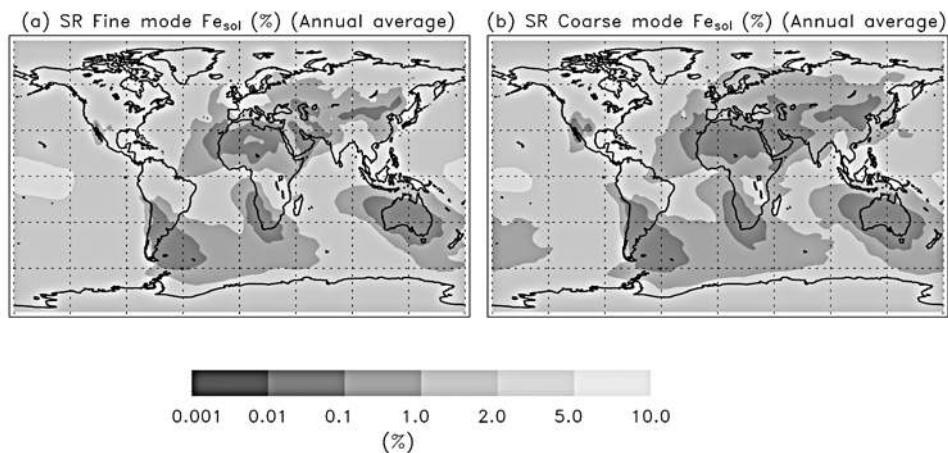 (a) SR Fine mode Fesol (%) (Annual average)
(b) SR Coarse mode Fesol (%) (Annual average)
0.001 0.01 0.1 1.0 2.0 5.0 10.0
(%)